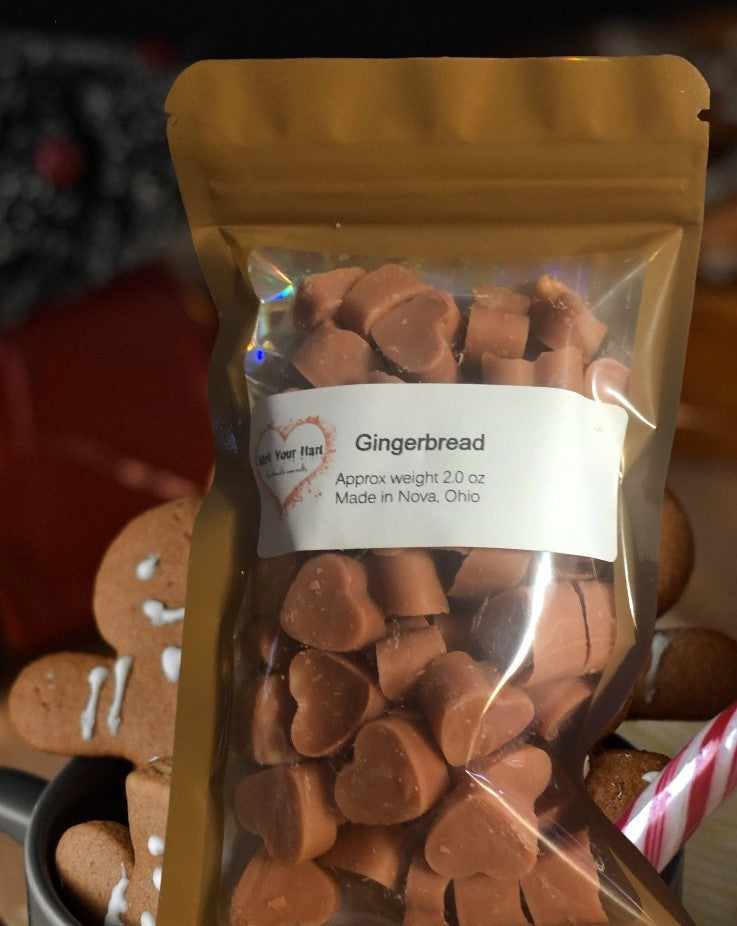 Melt Your Hart
Gingerbread
Approx weight 2.0 oz
Made in Nova, Ohio